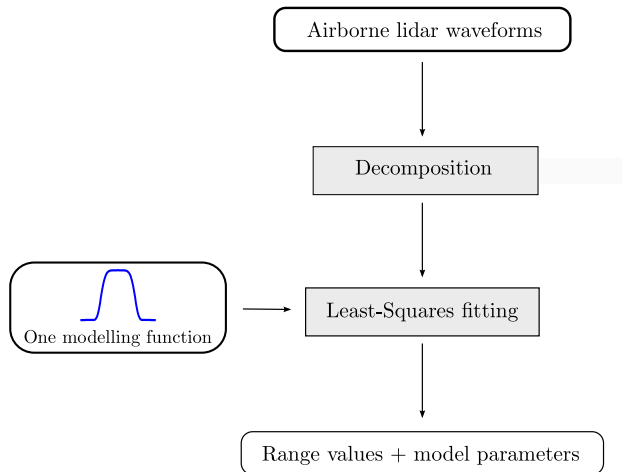 Airborne lidar waveforms
Decomposition
Least-Squares fitting
One modelling function
Range values + model parameters